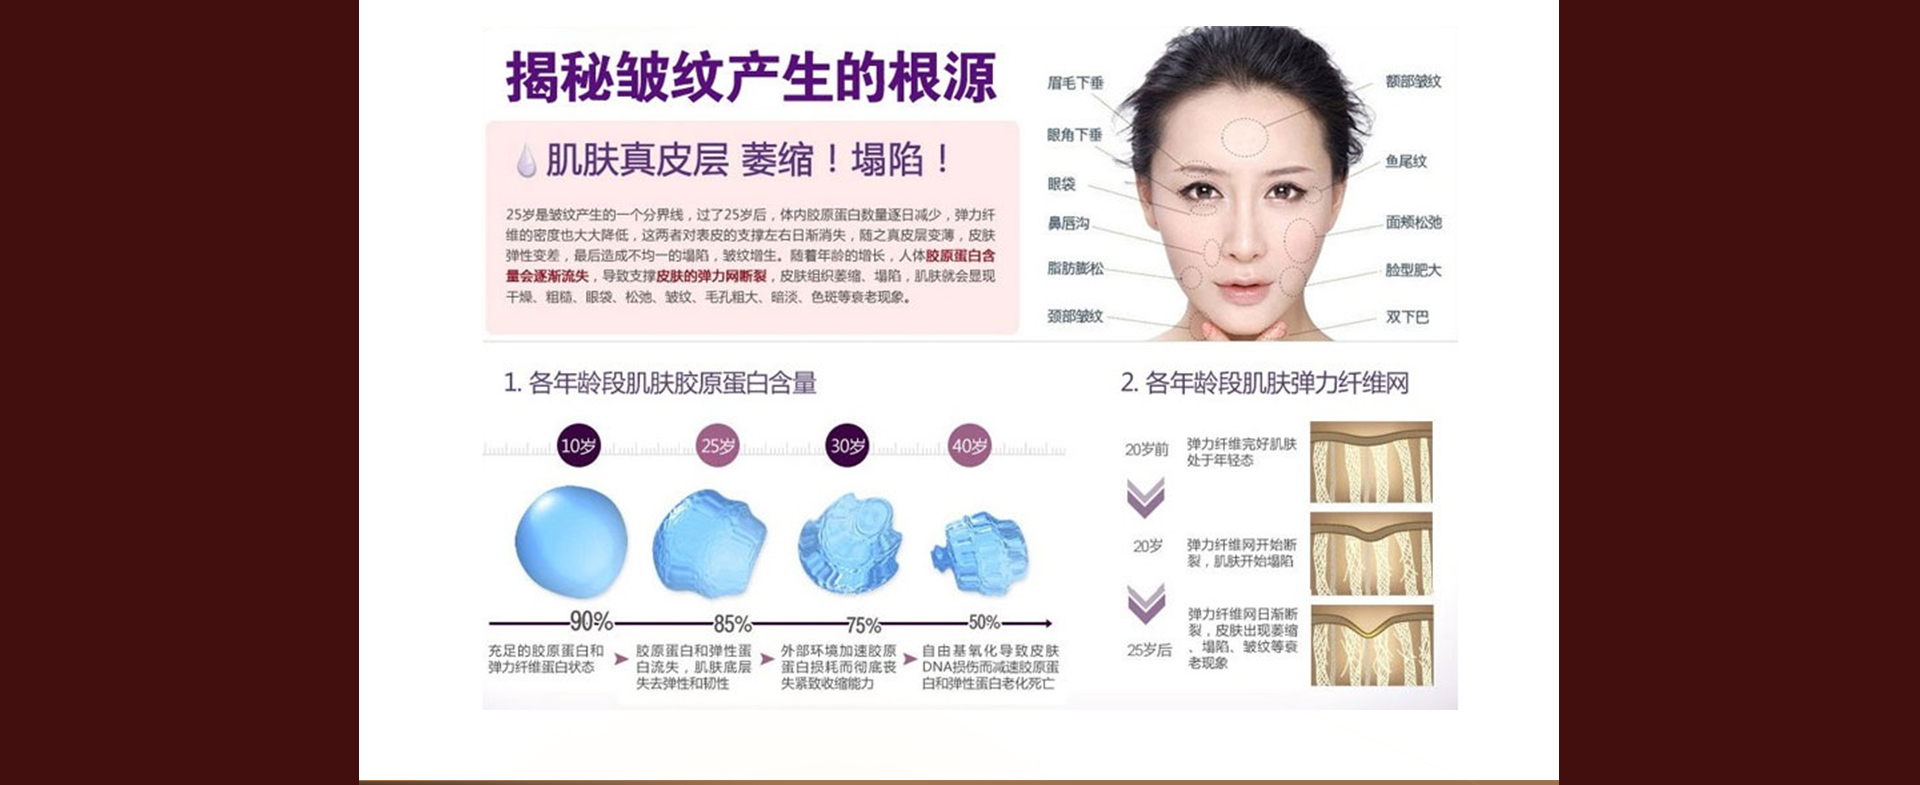 揭秘皱纹产生的根源
肌肤真皮层 萎缩！塌陷！
25岁是皱纹产生的一个分界线，过了25岁后，体内胶原蛋白数量逐日减少，弹力纤
维的密度也大大降低，这两者对表皮的支撑左右日渐消失，随之真皮层变薄，皮肤
弹性变差，最后造成不均一的塌陷，皱纹增生。随着年龄的增长，人体胶原蛋白含
量会逐渐流失，导致支撑皮肤的弹力网断裂，皮肤组织萎缩、塌陷，肌肤就会显现
干燥、粗糙、眼袋、松弛、皱纹、毛孔粗大、暗淡、色斑等衰老现象。
眉毛下垂
眼角下垂
眼袋
鼻唇沟
脂肪膨松
颈部皱纹
额部皱纹
鱼尾纹
面颊松弛
脸型肥大
双下巴
1. 各年龄段肌肤胶原蛋白含量
10岁
25岁
30岁
40岁
90%
85%
75%
50%
充足的胶原蛋白和
弹力纤维蛋白状态
胶原蛋白和弹性蛋
白流失，肌肤底层
失去弹性和韧性
外部环境加速胶原
蛋白损耗而彻底丧
失紧致收缩能力
自由基氧化导致皮肤
DNA损伤而减速胶原蛋
白和弹性蛋白老化死亡
2. 各年龄段肌肤弹力纤维网
20岁前
弹力纤维完好肌肤
处于年轻态
20岁
弹力纤维网开始断
裂，肌肤开始塌陷
25岁后
弹力纤维网日渐断
裂，皮肤出现萎缩
、塌陷、皱纹等衰
老现象